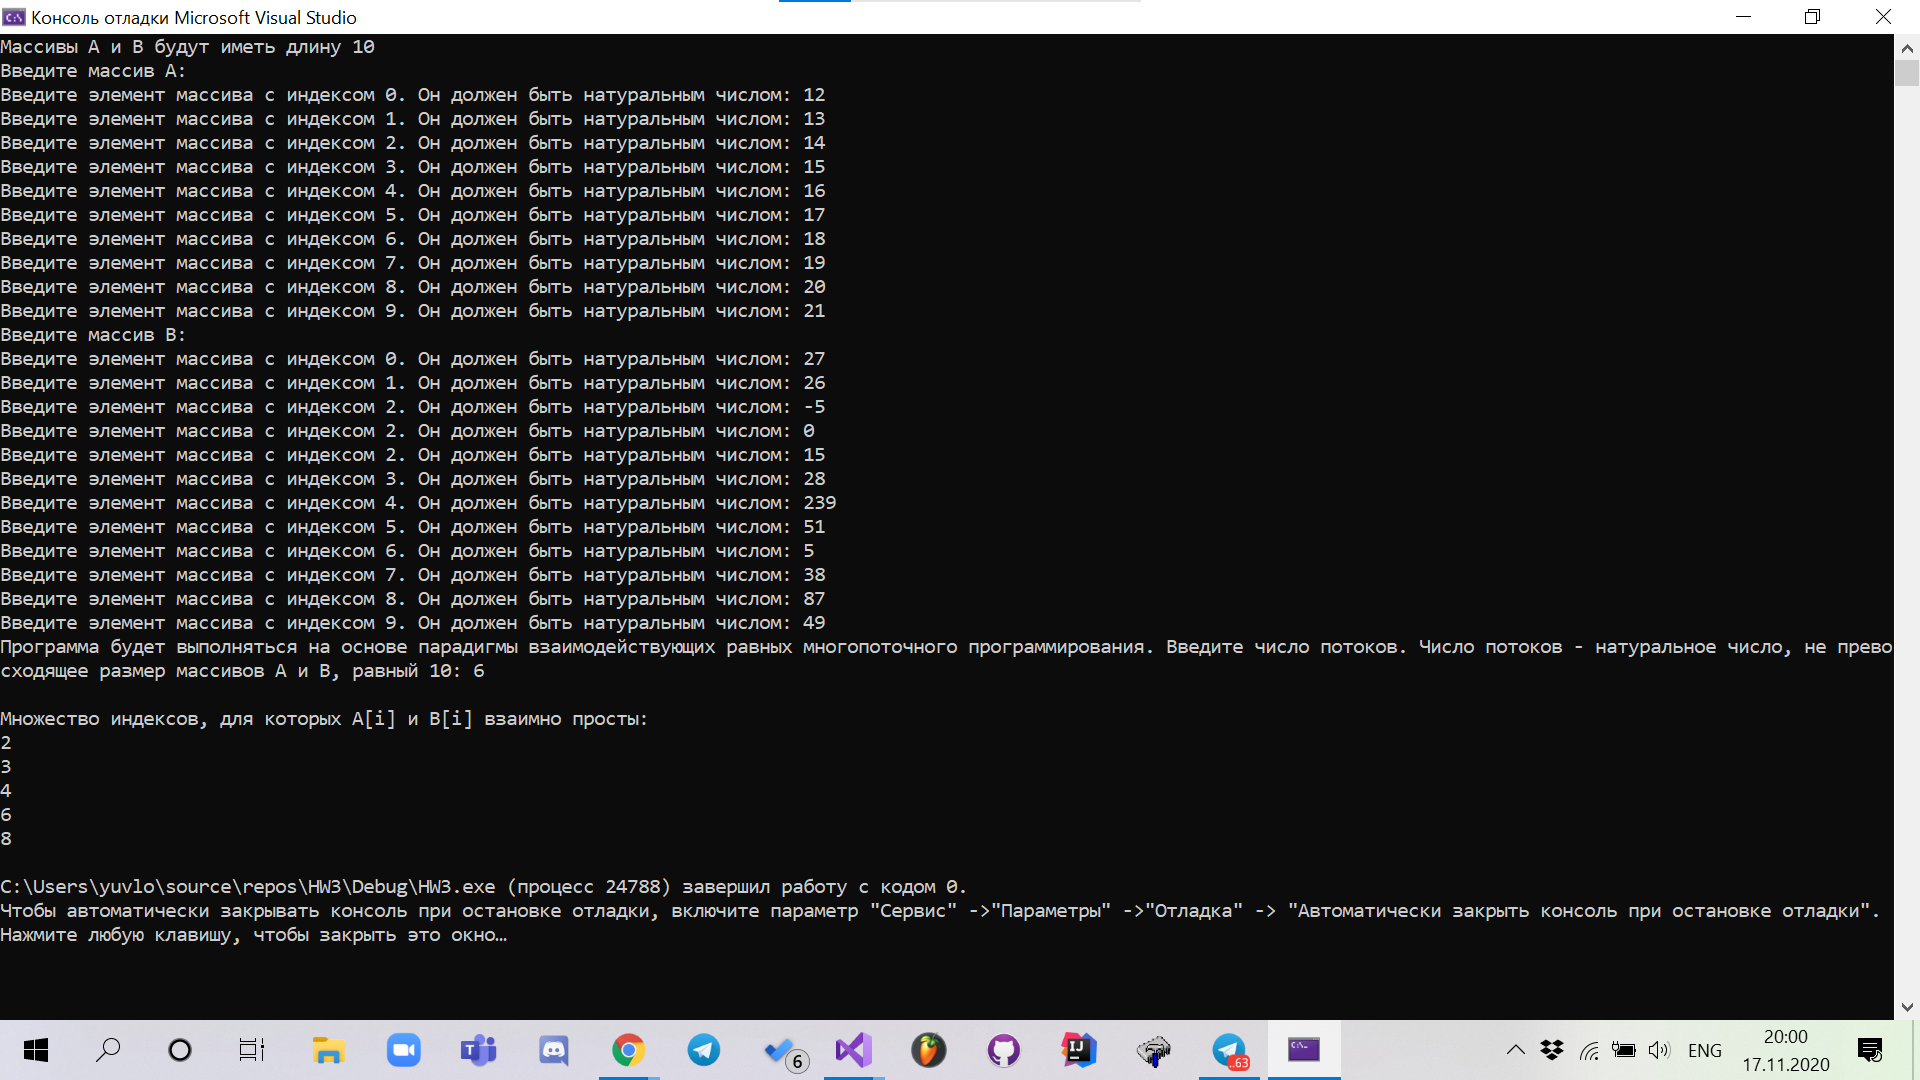 Консоль отладки Microsoft Visual Studio
Массивы A и B будут иметь длину 10
Введите массив A:
Введите элемент массива с индексом 0. Он должен быть натуральным числом: 12
Введите элемент массива с индексом 1. Он должен быть натуральным числом: 13
Введите элемент массива с индексом 2. Он должен быть натуральным числом: 14
Введите элемент массива с индексом 3. Он должен быть натуральным числом: 15
Введите элемент массива с индексом 4. Он должен быть натуральным числом: 16
Введите элемент массива с индексом 5. Он должен быть натуральным числом: 17
Введите элемент массива с индексом 6. Он должен быть натуральным числом: 18
Введите элемент массива с индексом 7. Он должен быть натуральным числом: 19
Введите элемент массива с индексом 8. Он должен быть натуральным числом: 20
Введите элемент массива с индексом 9. Он должен быть натуральным числом: 21
Введите массив B:
Введите элемент массива с индексом 0. Он должен быть натуральным числом: 27
Введите элемент массива с индексом 1. Он должен быть натуральным числом: 26
Введите элемент массива с индексом 2. Он должен быть натуральным числом: -5
Введите элемент массива с индексом 2. Он должен быть натуральным числом: 0
Введите элемент массива с индексом 2. Он должен быть натуральным числом: 15
Введите элемент массива с индексом 3. Он должен быть натуральным числом: 28
Введите элемент массива с индексом 4. Он должен быть натуральным числом: 239
Введите элемент массива с индексом 5. Он должен быть натуральным числом: 51
Введите элемент массива с индексом 6. Он должен быть натуральным числом: 5
Введите элемент массива с индексом 7. Он должен быть натуральным числом: 38
Введите элемент массива с индексом 8. Он должен быть натуральным числом: 87
Введите элемент массива с индексом 9. Он должен быть натуральным числом: 49
Программа будет выполняться на основе парадигмы взаимодействующих равных многопоточного программирования. Введите число потоков. Число потоков - натуральное число, не прево
сходящее размер массивов A и B, равный 10: 6
Множество индексов, для которых A[i] и B[i] взаимно просты:
2
3
4
6
8
C:\Users\yuvlo\source\repos\HW3\Debug\HW3.exe (процесс 24788) завершил работу с кодом 0.
Чтобы автоматически закрывать консоль при остановке отладки, включите параметр "Сервис" ->"Параметры" ->"Отладка" -> "Автоматически закрыть консоль при остановке отладки".
Нажмите любую клавишу, чтобы закрыть это окно…
6
..63
ENG
20:00
17.11.2020